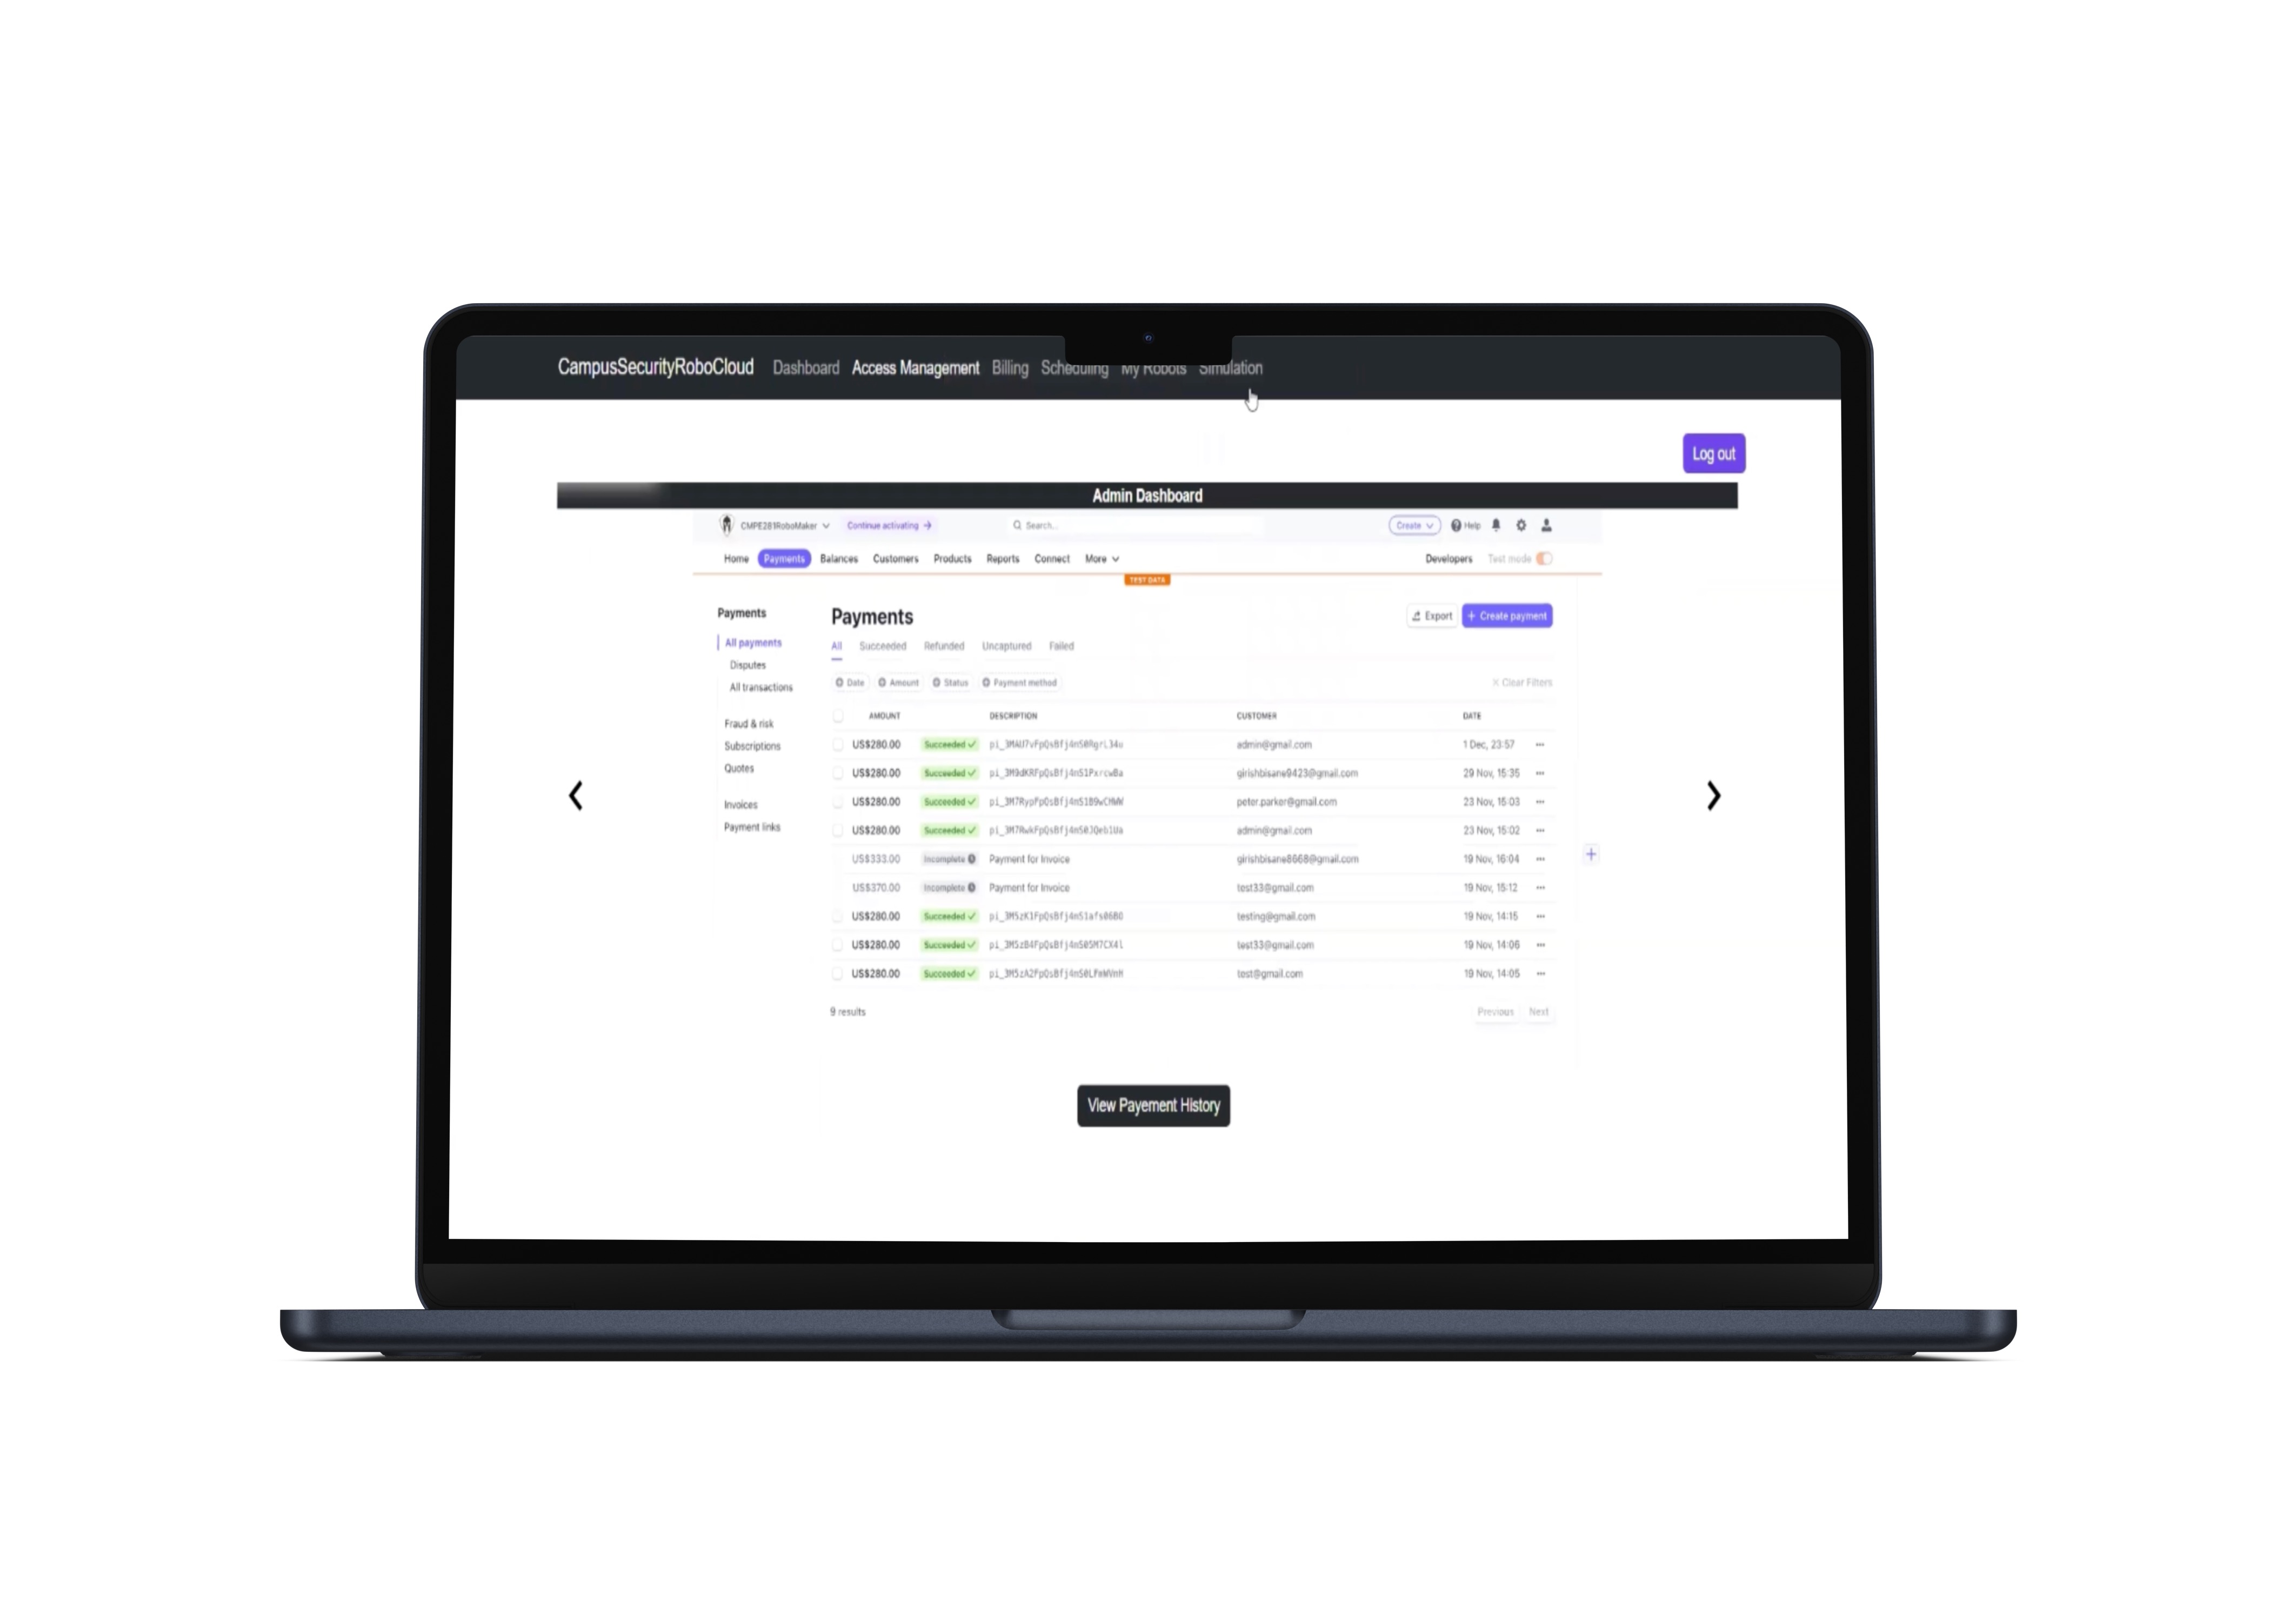 CampusSecurityRoboCloud Dashboard Access Management Billing Scheduling My Robots Simulation
Log out
Admin Dashboard
CMPE281RoboMaker Continue activating → Search... Create Help
Home Payments Balances Customers Products Reports Connect More Developers Test mode
TEST DATA
Payments
All payments
Disputes
All transactions
Fraud & risk
Subscriptions
Quotes
Invoices
Payment links
Payments Export + Create payment
All Succeeded Refunded Uncaptured Failed
Date Amount Status Payment method × Clear Filters
AMOUNT DESCRIPTION CUSTOMER DATE
US$280.00 Succeeded ✓ admin@gmail.com 1 Dec, 23:57 •••
US$280.00 Succeeded ✓ girishbisane9423@gmail.com 29 Nov, 15:35 •••
US$280.00 Succeeded ✓ peter.parker@gmail.com 23 Nov, 15:03 •••
US$280.00 Succeeded ✓ admin@gmail.com 23 Nov, 15:02 •••
US$333.00 Incomplete Payment for Invoice girishbisane8668@gmail.com 19 Nov, 16:04 •••
US$370.00 Incomplete Payment for Invoice test33@gmail.com 19 Nov, 15:12 •••
US$280.00 Succeeded ✓ testing@gmail.com 19 Nov, 14:15 •••
US$280.00 Succeeded ✓ test33@gmail.com 19 Nov, 14:06 •••
US$280.00 Succeeded ✓ test@gmail.com 19 Nov, 14:05 •••
9 results Previous Next
View Payement History